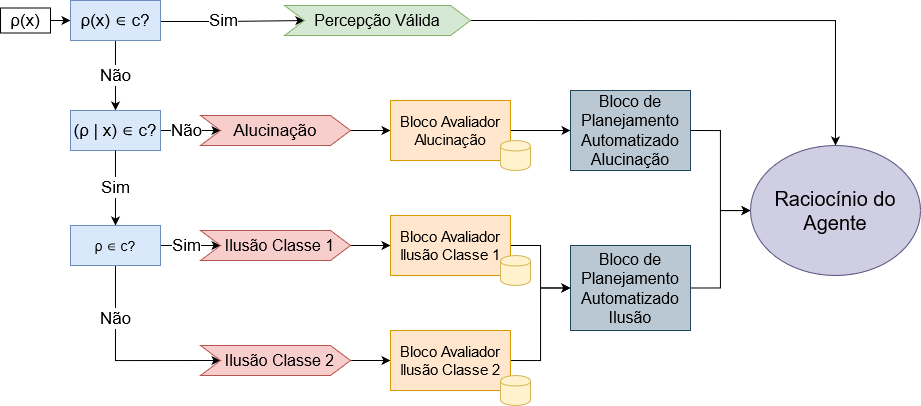 ρ(x)
ρ(x) ∈ c?
Sim
Percepção Válida
Não
(ρ | x) ∈ c?
Não
Alucinação
Bloco Avaliador
Alucinação
Bloco de
Planejamento
Automatizado
Alucinação
Raciocínio do
Agente
Sim
ρ ∈ c?
Sim
Ilusão Classe 1
Bloco Avaliador
Ilusão Classe 1
Bloco de
Planejamento
Automatizado
Ilusão
Não
Ilusão Classe 2
Bloco Avaliador
Ilusão Classe 2